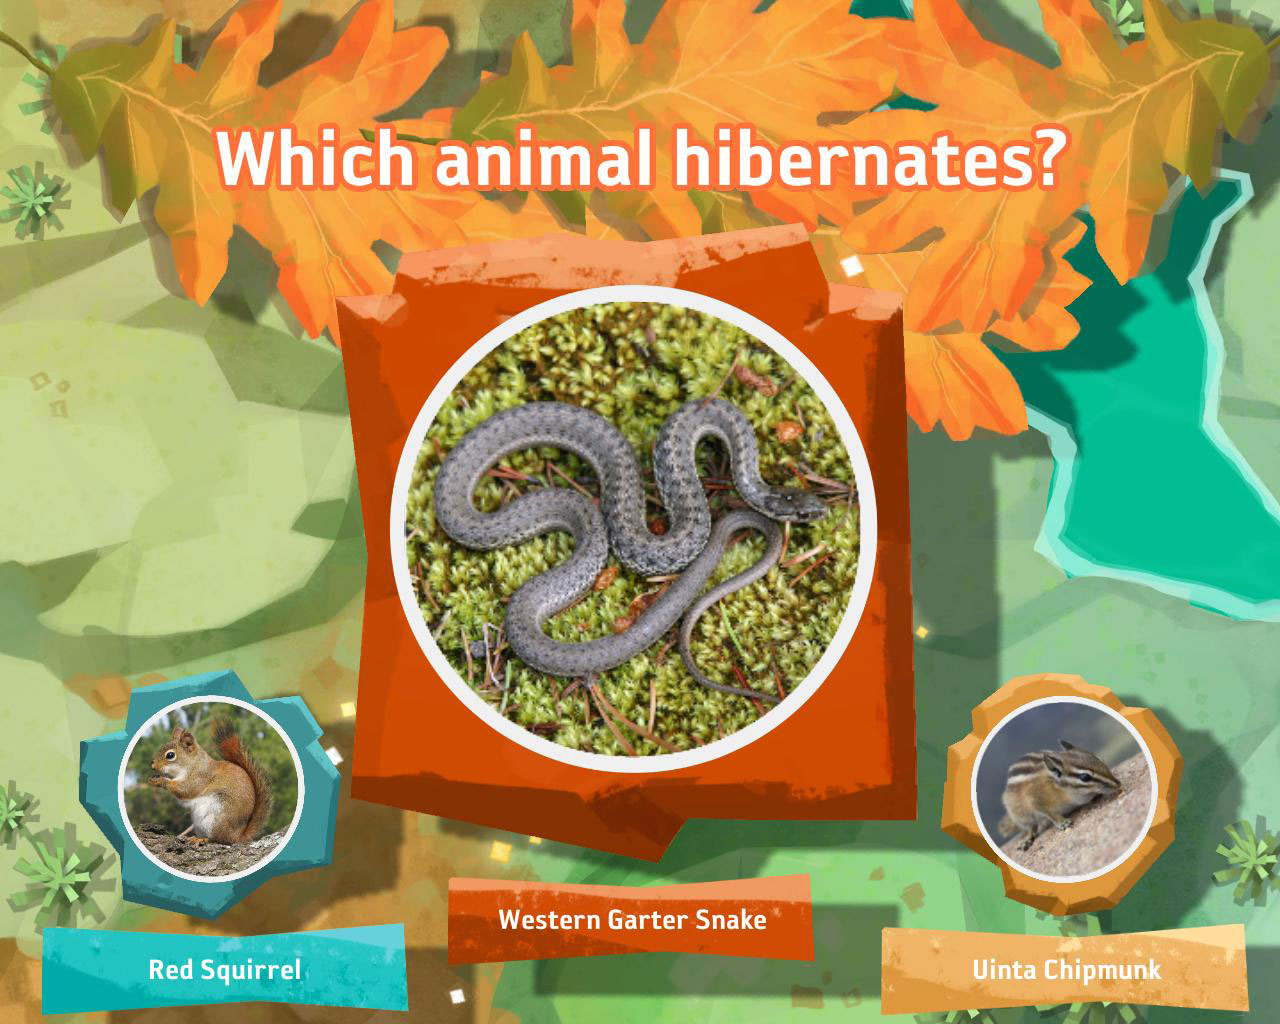 Which animal hibernates?
Western Garter Snake
Red Squirrel
Uinta Chipmunk